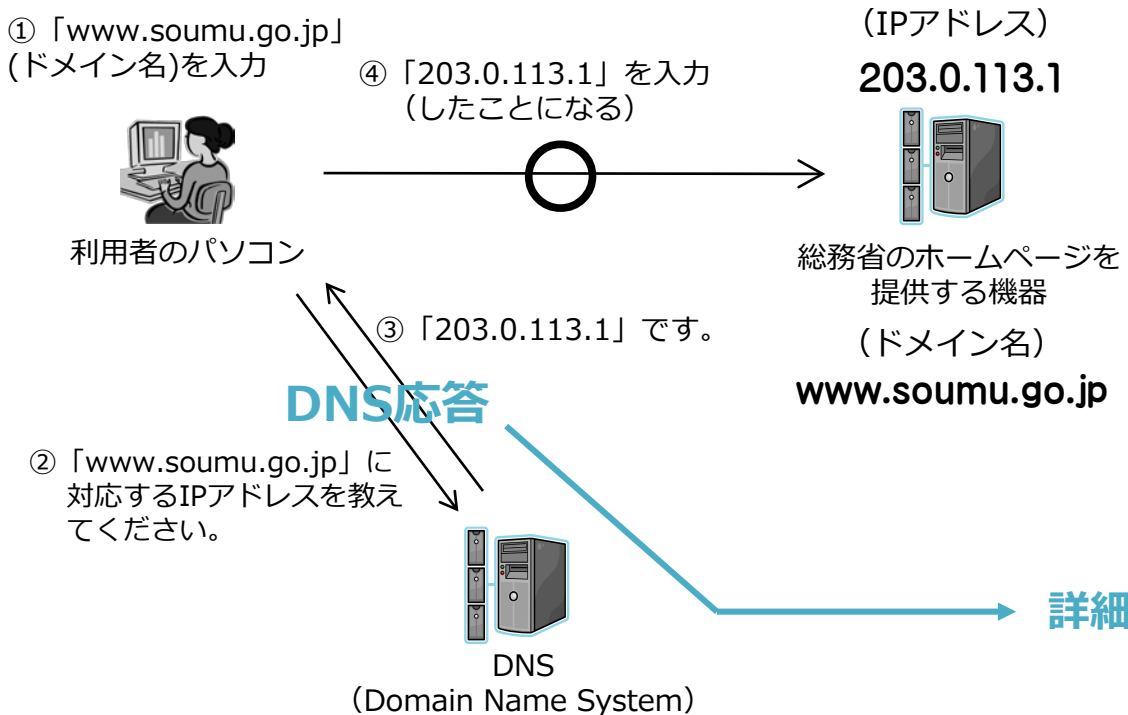 ①「www.soumu.go.jp」
(ドメイン名)を入力
④「203.0.113.1」を入力
（したことになる）
（IPアドレス）
203.0.113.1
利用者のパソコン
総務省のホームページを
提供する機器
（ドメイン名）
www.soumu.go.jp
③「203.0.113.1」です。
DNS応答
②「www.soumu.go.jp」に
対応するIPアドレスを教え
てください。
詳細
DNS
（Domain Name System）